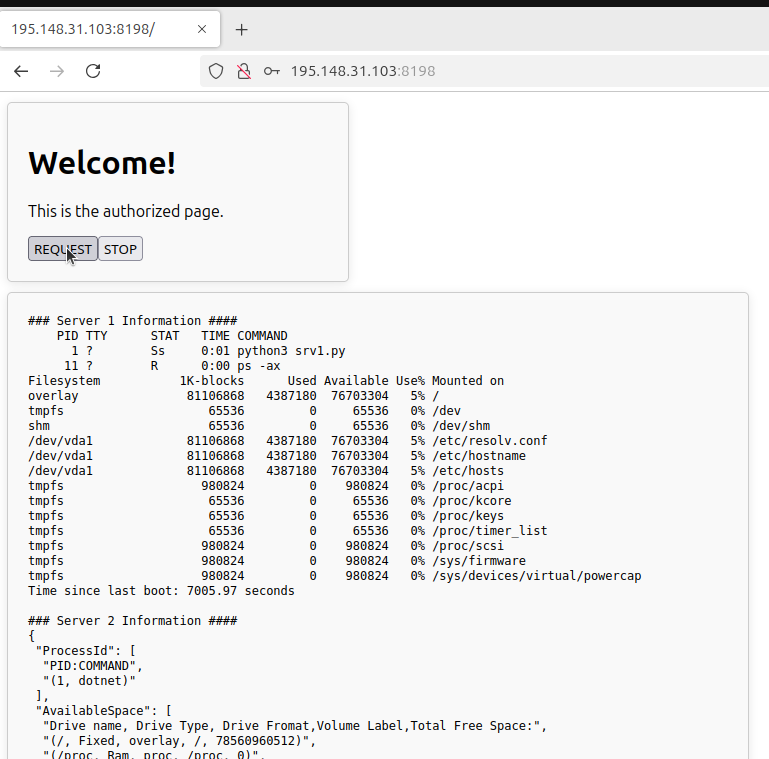 195.148.31.103:8198/
195.148.31.103:8198
Welcome!
This is the authorized page.
REQUEST STOP
### Server 1 Information ####
    PID TTY      STAT   TIME COMMAND
      1 ?        Ss     0:01 python3 srv1.py
     11 ?        R      0:00 ps -ax
Filesystem           1K-blocks      Used Available Use% Mounted on
overlay               81106868   4387180  76703304   5% /
tmpfs                    65536         0     65536   0% /dev
shm                      65536         0     65536   0% /dev/shm
/dev/vda1             81106868   4387180  76703304   5% /etc/resolv.conf
/dev/vda1             81106868   4387180  76703304   5% /etc/hostname
/dev/vda1             81106868   4387180  76703304   5% /etc/hosts
tmpfs                   980824         0    980824   0% /proc/acpi
tmpfs                    65536         0     65536   0% /proc/kcore
tmpfs                    65536         0     65536   0% /proc/keys
tmpfs                    65536         0     65536   0% /proc/timer_list
tmpfs                   980824         0    980824   0% /proc/scsi
tmpfs                   980824         0    980824   0% /sys/firmware
tmpfs                   980824         0    980824   0% /sys/devices/virtual/powercap
Time since last boot: 7005.97 seconds
### Server 2 Information ####
{
  "ProcessId": [
  "PID:COMMAND",
  "(1, dotnet)"
 ],
 "AvailableSpace": [
  "Drive name, Drive Type, Drive Fromat,Volume Label,Total Free Space:",
  "(/, Fixed, overlay, /, 78560960512)",
  "(/proc, Ram, proc, /proc, 0)",